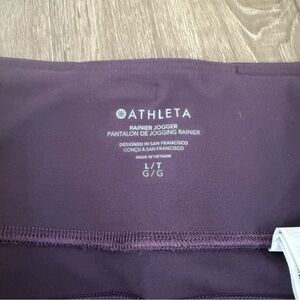 ATHLETA
RAINIER JOGGER
PANTALON DE JOGGING RAINIER
DESIGNED IN SAN FRANCISCO
CONÇU À SAN FRANCISCO
MADE IN VIETNAM
L/T
G/G